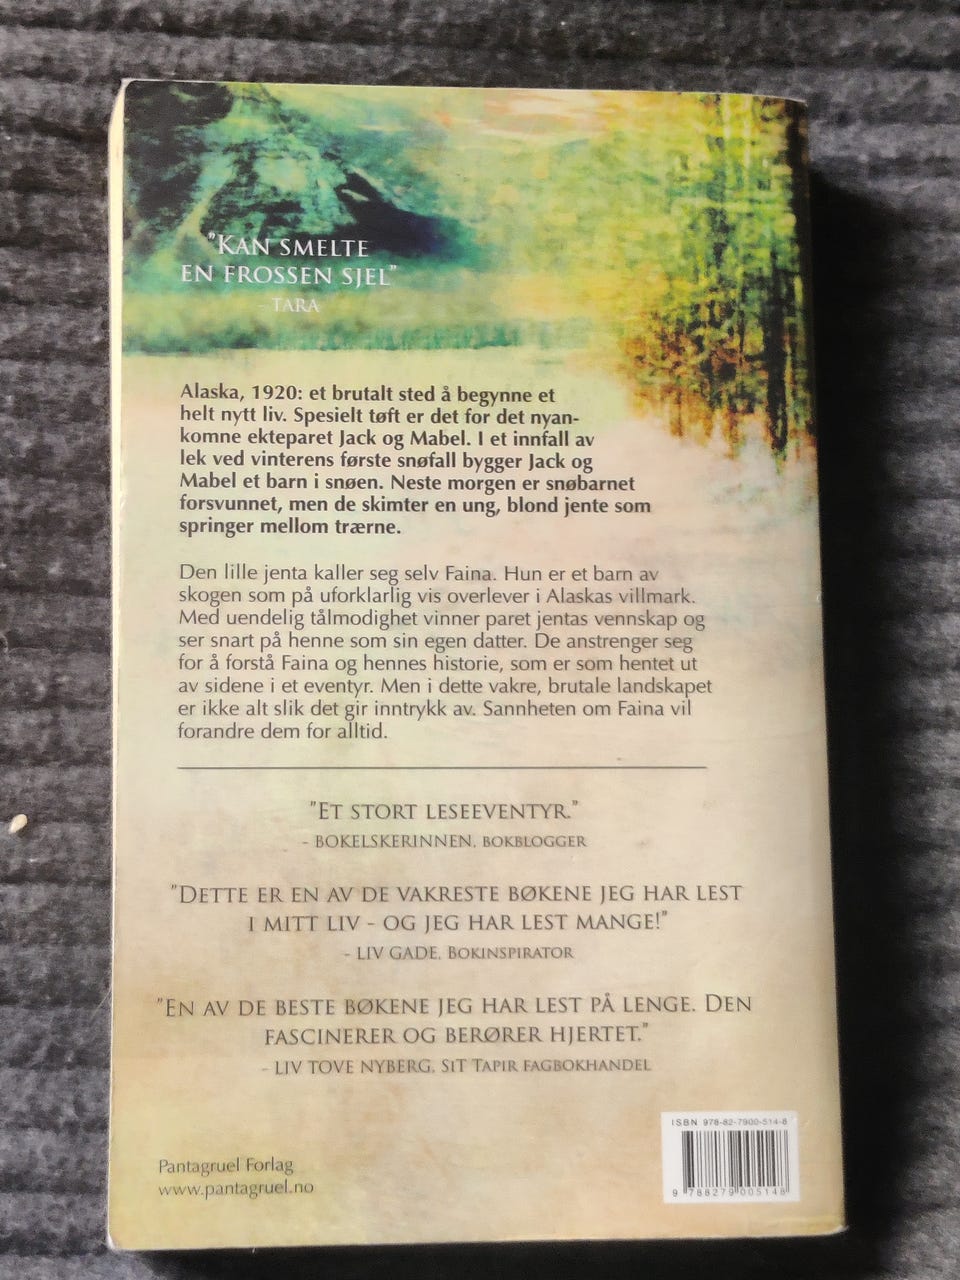 ”KAN SMELTE
EN FROSSEN SJEL”
- TARA
Alaska, 1920: et brutalt sted å begynne et
helt nytt liv. Spesielt tøft er det for det nyan-
komne ekteparet Jack og Mabel. I et innfall av
lek ved vinterens første snøfall bygger Jack og
Mabel et barn i snøen. Neste morgen er snøbarnet
forsvunnet, men de skimter en ung, blond jente som
springer mellom trærne.
Den lille jenta kaller seg selv Faina. Hun er et barn av
skogen som på uforklarlig vis overlever i Alaskas villmark.
Med uendelig tålmodighet vinner paret jentas vennskap og
ser snart på henne som sin egen datter. De anstrenger seg
for å forstå Faina og hennes historie, som er som hentet ut
av sidene i et eventyr. Men i dette vakre, brutale landskapet
er ikke alt slik det gir inntrykk av. Sannheten om Faina vil
forandre dem for alltid.
”ET STORT LESEEVENTYR.”
- BOKELSKERINNEN, BOKBLOGGER
”DETTE ER EN AV DE VAKRESTE BØKENE JEG HAR LEST
I MITT LIV - OG JEG HAR LEST MANGE!”
- LIV GADE, BOKINSPIRATOR
”EN AV DE BESTE BØKENE JEG HAR LEST PÅ LENGE. DEN
FASCINERER OG BERØRER HJERTET.”
- LIV TOVE NYBERG, SIT TAPIR FAGBOKHANDEL
ISBN 978-82-7900-514-8
9 788279 005148
Pantagruel Forlag
www.pantagruel.no